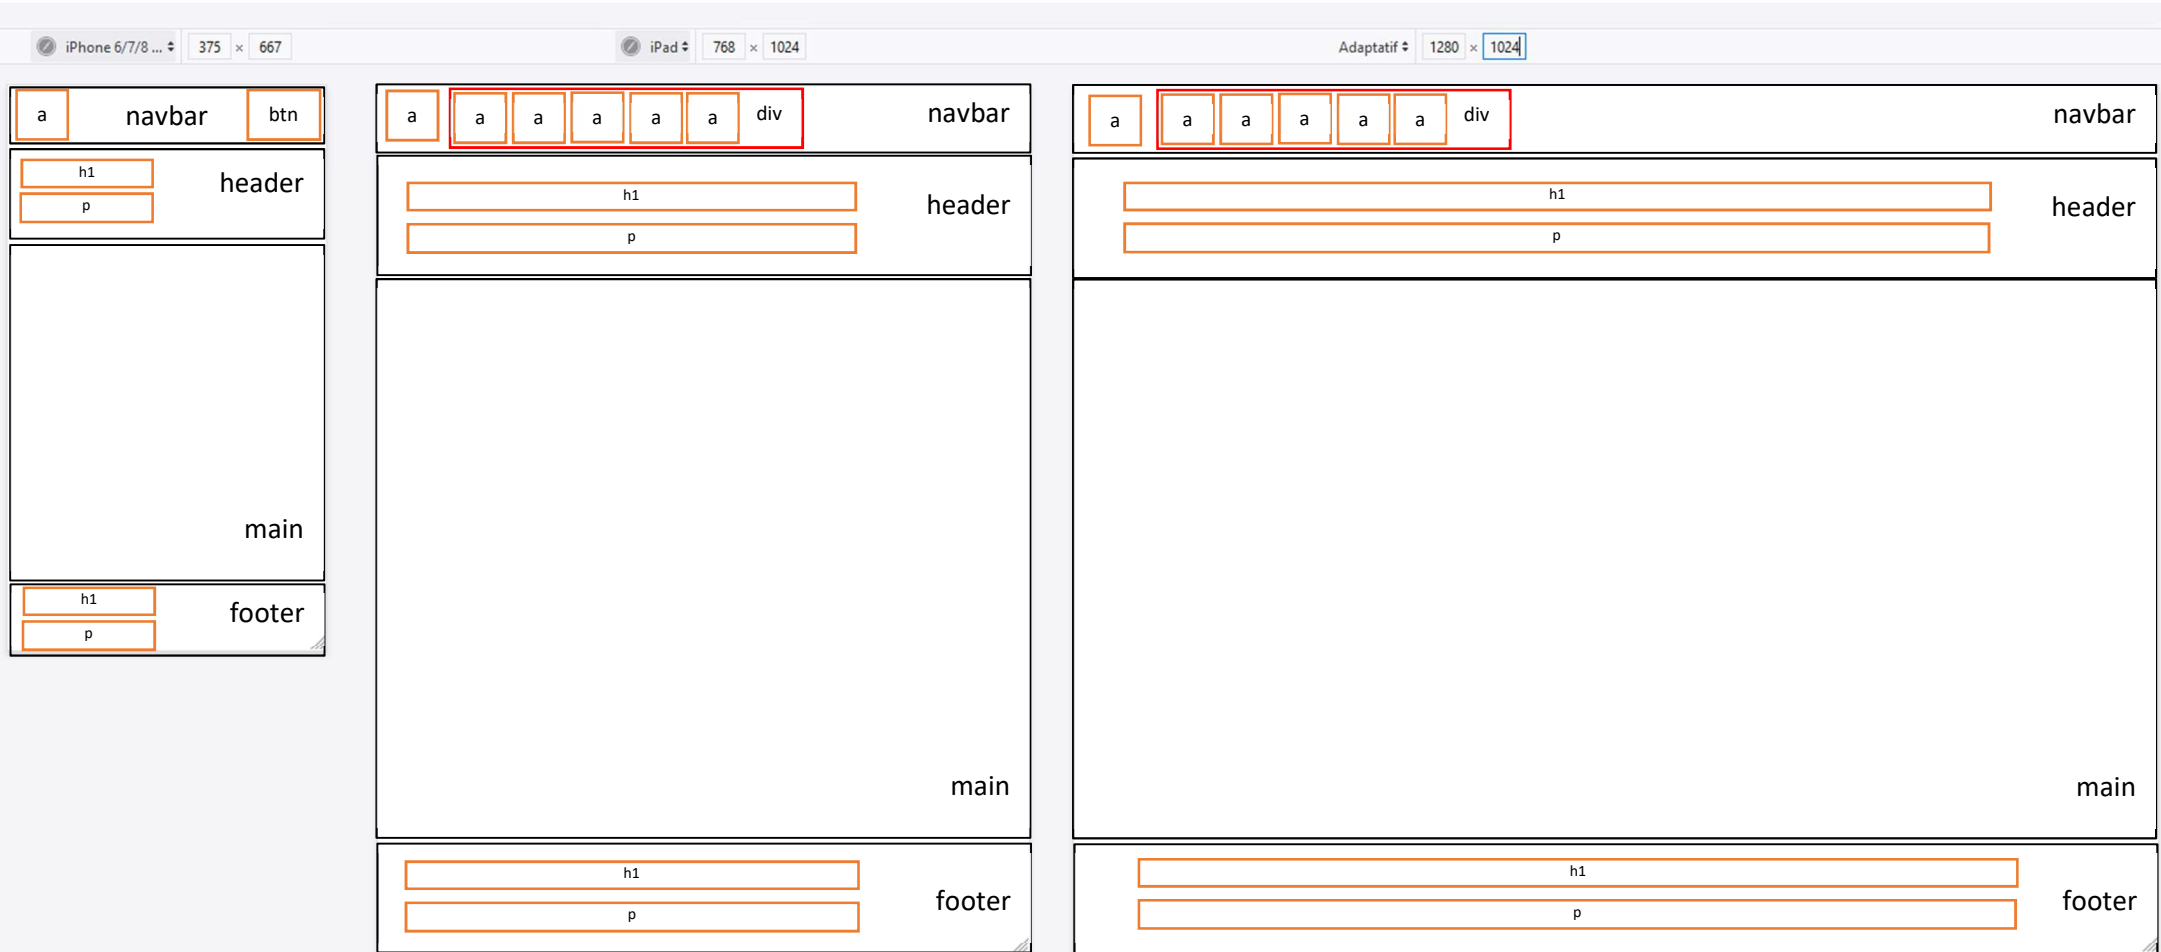 iPhone 6/7/8 ... 375 × 667
iPad 768 × 1024
Adaptatif 1280 × 1024
a navbar btn
h1
header
p
main
h1
footer
p
a a a a a a div navbar
h1
header
p
main
h1
footer
p
a a a a a a div navbar
h1
header
p
main
h1
footer
p